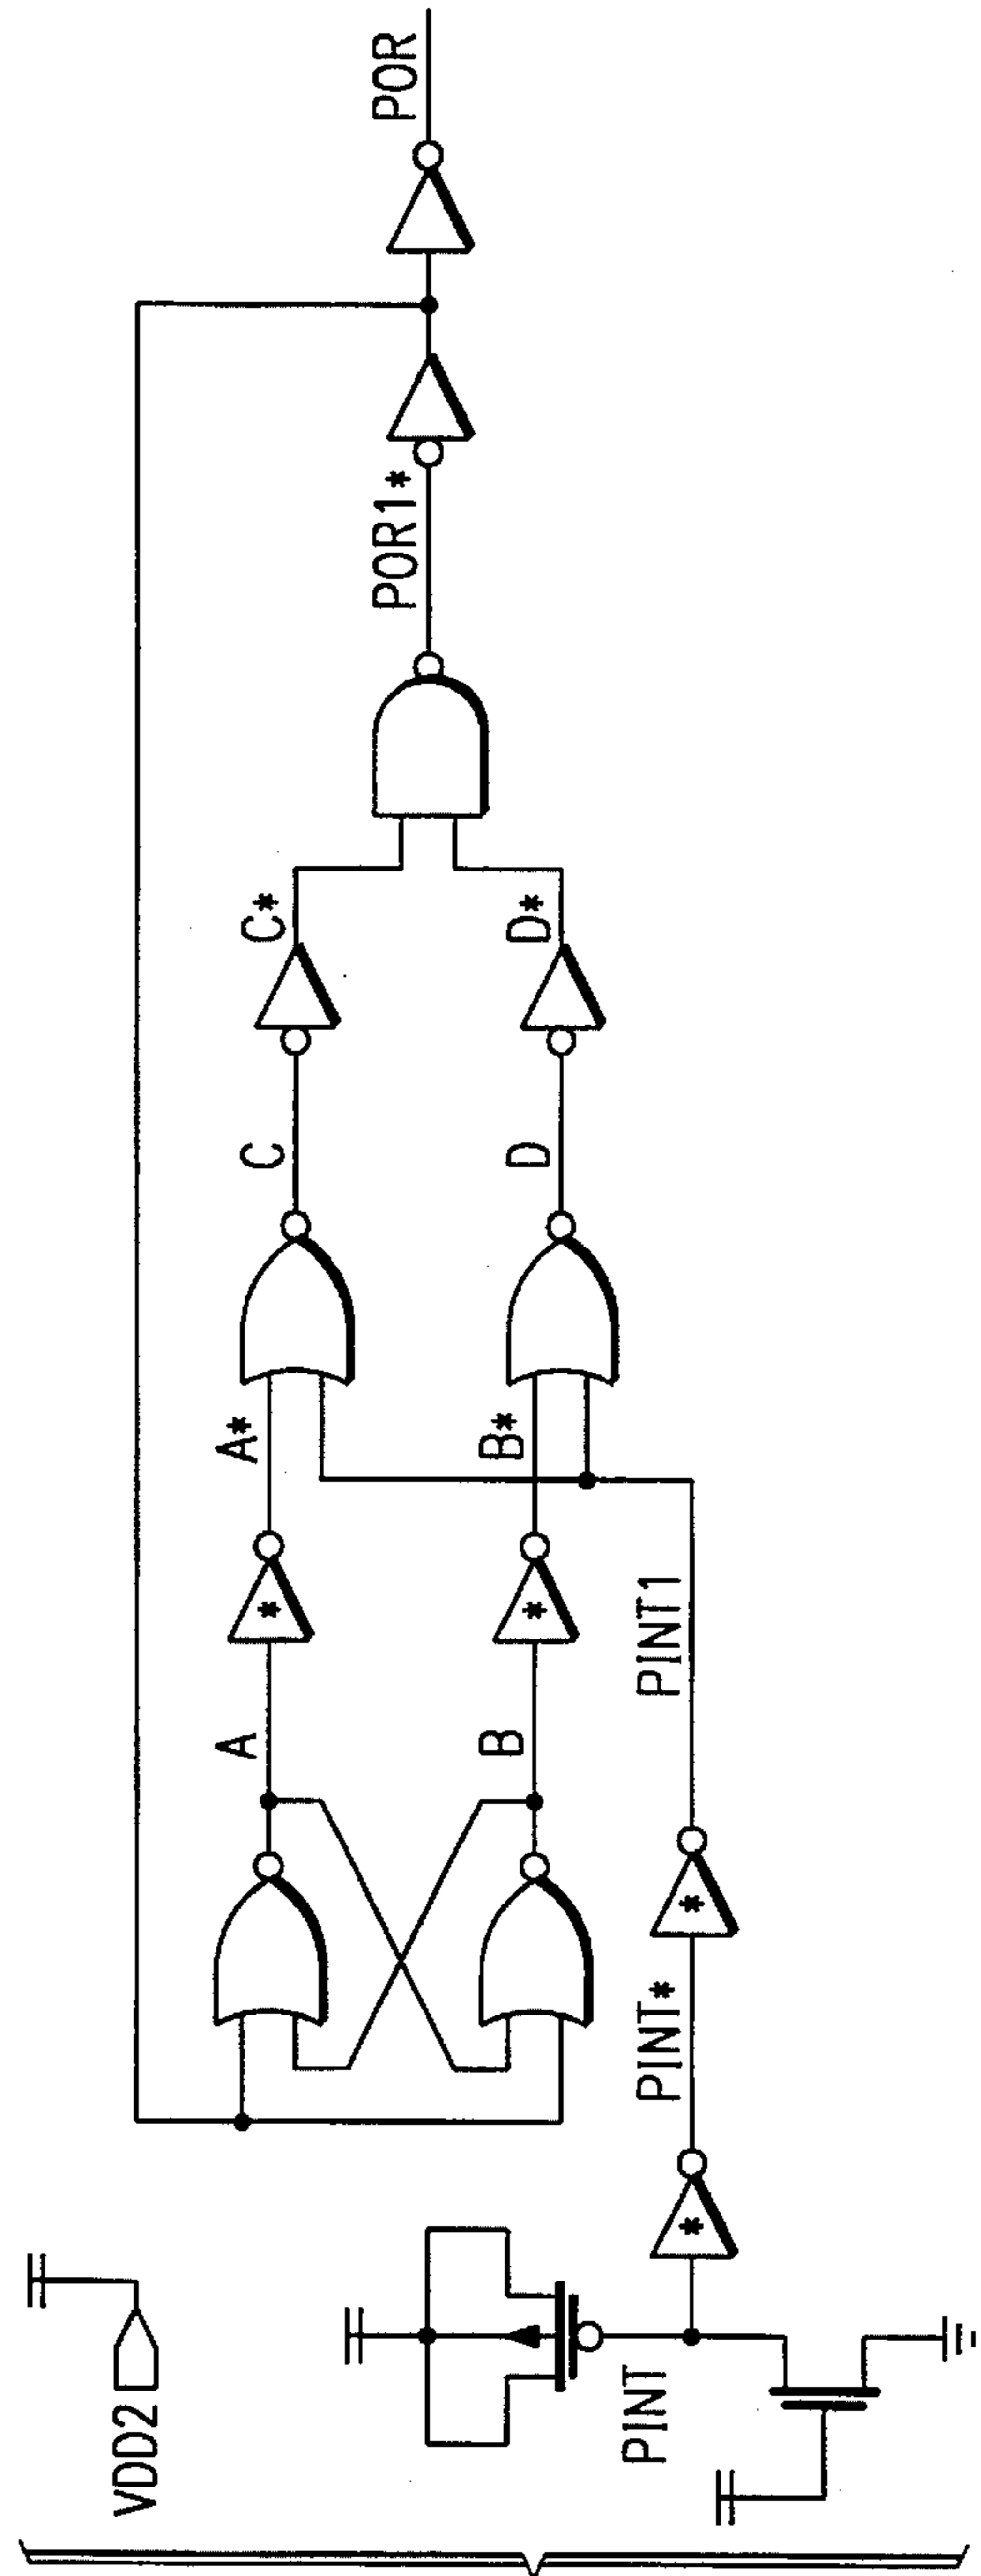 VDD2
PINT
PINT*
PINT1
A
B
A*
B*
C
D
C*
D*
POR1*
POR
*
*
*
*